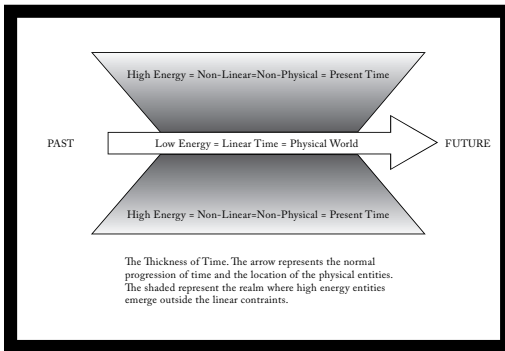 High Energy = Non-Linear=Non-Physical = Present Time
PAST
Low Energy = Linear Time = Physical World
FUTURE
High Energy = Non-Linear=Non-Physical = Present Time
The Thickness of Time. The arrow represents the normal
progression of time and the location of the physical entities.
The shaded represent the realm where high energy entities
emerge outside the linear contraints.